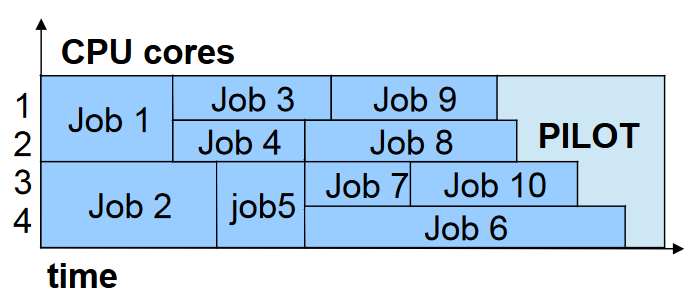 CPU cores
1
2
3
4
Job 1
Job 3
Job 9
Job 4
Job 8
PILOT
Job 2
job5
Job 7
Job 10
Job 6
time